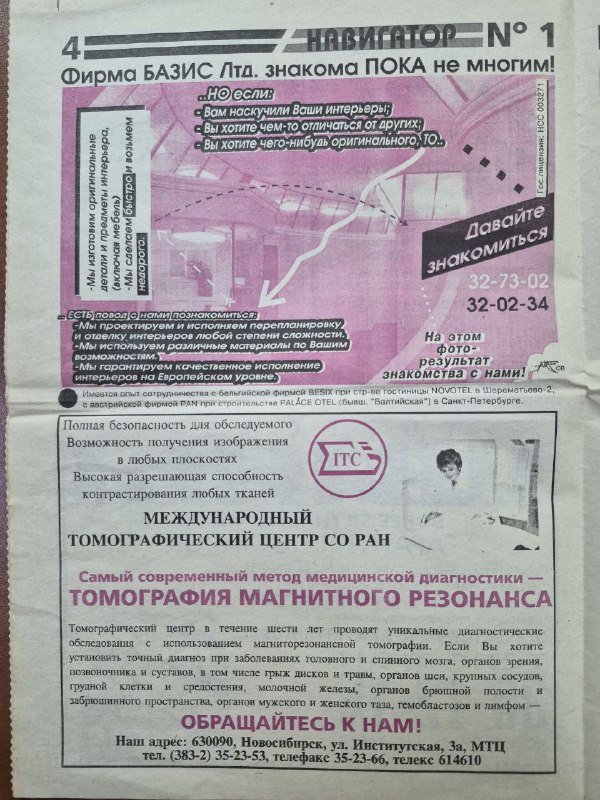 4
НАВИГАТОР
№ 1
Фирма БАЗИС Лтд. знакома ПОКА не многим!
...НО если:
- Вам наскучили Ваши интерьеры;
- Вы хотите чем-то отличаться от других;
- Вы хотите чего-нибудь оригинального, ТО...
Гос.лицензия: НСС 003271
-Мы изготовим оригинальные
детали и предметы интерьера,
(включая мебель)
-Мы сделаем быстро и возьмем
недорого.
Давайте
знакомиться
32-73-02
32-02-34
...ЕСТЬ повод с нами познакомиться:
-Мы проектируем и исполняем перепланировку
и отделку интерьеров любой степени сложности.
-Мы используем различные материалы по Вашим
возможностям.
-Мы гарантируем качественное исполнение
интерьеров на Европейском уровне.
На этом
фото-
результат
знакомства с нами!
Имеется опыт сотрудничества с бельгийской фирмой BESIX при стр-ве гостиницы NOVOTEL в Шереметьево-2,
с австрийской фирмой PAN при строительстве PALACE OTEL (бывш. "Балтийская") в Санкт-Петербурге.
Полная безопасность для обследуемого
Возможность получения изображения
в любых плоскостях
Высокая разрешающая способность
контрастирования любых тканей
ITC
МЕЖДУНАРОДНЫЙ
ТОМОГРАФИЧЕСКИЙ ЦЕНТР СО РАН
Самый современный метод медицинской диагностики —
ТОМОГРАФИЯ МАГНИТНОГО РЕЗОНАНСА
Томографический центр в течение шести лет проводят уникальные диагностические
обследования с использованием магниторезонансной томографии. Если Вы хотите
установить точный диагноз при заболеваниях головного и спинного мозга, органов зрения,
позвоночника и суставов, в том числе грыж дисков и травм, органов шеи, крупных сосудов,
грудной клетки и средостения, молочной железы, органов брюшной полости и
забрюшинного пространства, органов мужского и женского таза, гемобластозов и лимфом —
ОБРАЩАЙТЕСЬ К НАМ!
Наш адрес: 630090, Новосибирск, ул. Институтская, 3а, МТЦ
тел. (383-2) 35-23-53, телефакс 35-23-66, телекс 614610